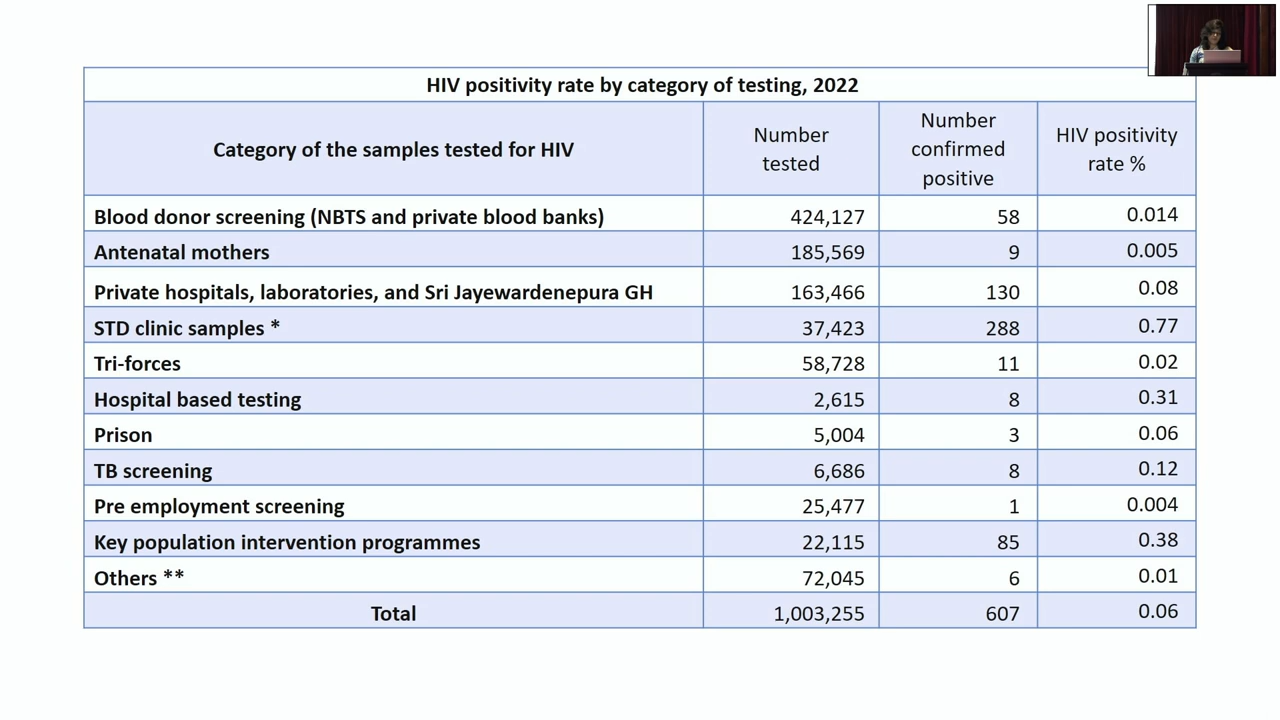 HIV positivity rate by category of testing, 2022
Category of the samples tested for HIV
Number
tested
Number
confirmed
positive
HIV positivity
rate %
Blood donor screening (NBTS and private blood banks) 424,127 58 0.014
Antenatal mothers 185,569 9 0.005
Private hospitals, laboratories, and Sri Jayewardenepura GH 163,466 130 0.08
STD clinic samples * 37,423 288 0.77
Tri-forces 58,728 11 0.02
Hospital based testing 2,615 8 0.31
Prison 5,004 3 0.06
TB screening 6,686 8 0.12
Pre employment screening 25,477 1 0.004
Key population intervention programmes 22,115 85 0.38
Others ** 72,045 6 0.01
Total 1,003,255 607 0.06